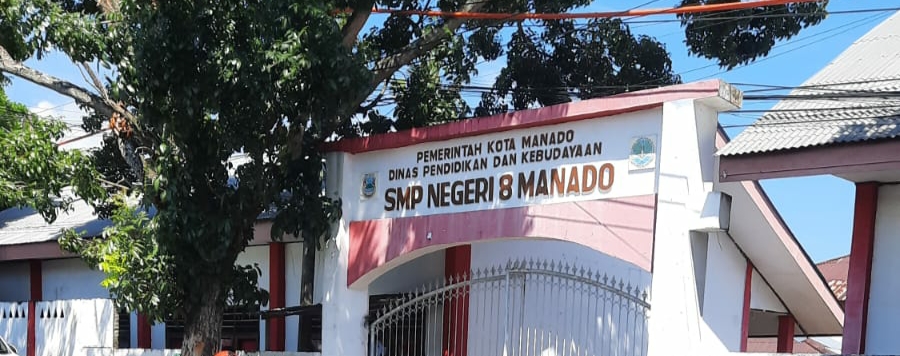 PEMERINTAH KOTA MANADO
DINAS PENDIDIKAN DAN KEBUDAYAAN
SMP NEGERI 8 MANADO